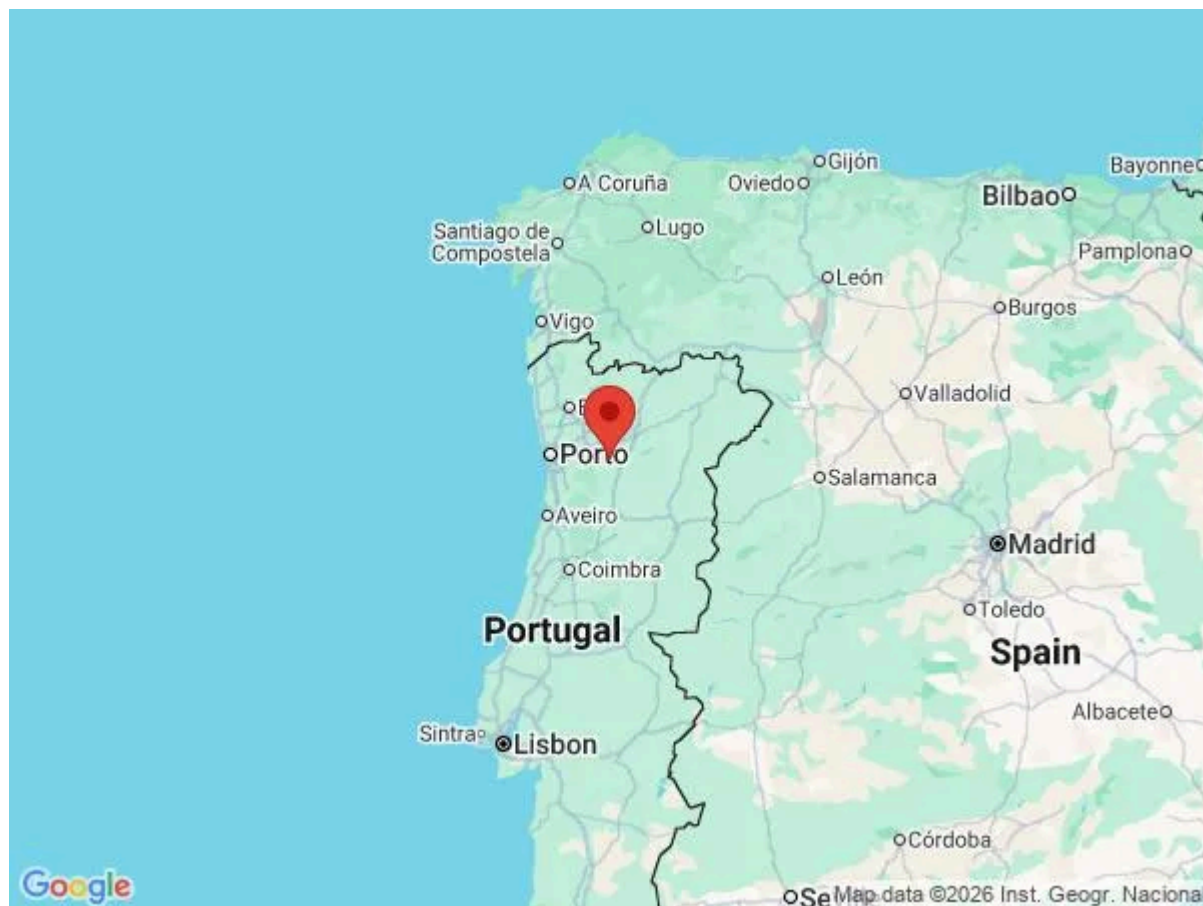 Gijón
Bayonne
A Coruña
Oviedo
Bilbao
Lugo
Santiago de
Compostela
Pamplona
León
Burgos
Vigo
Valladolid
Porto
Salamanca
Aveiro
Madrid
Coimbra
Toledo
Portugal
Spain
Albacete
Sintra
Lisbon
Córdoba
Google
Map data ©2026 Inst. Geogr. Nacional